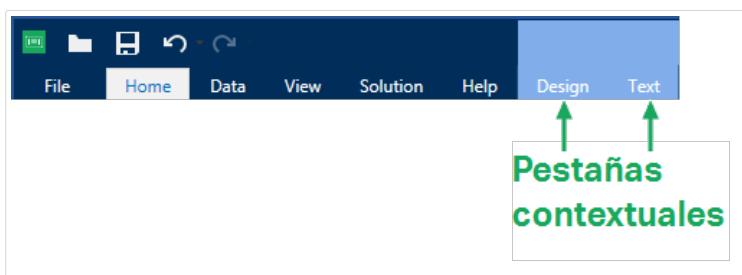 File Home Data View Solution Help Design Text
Pestañas
contextuales